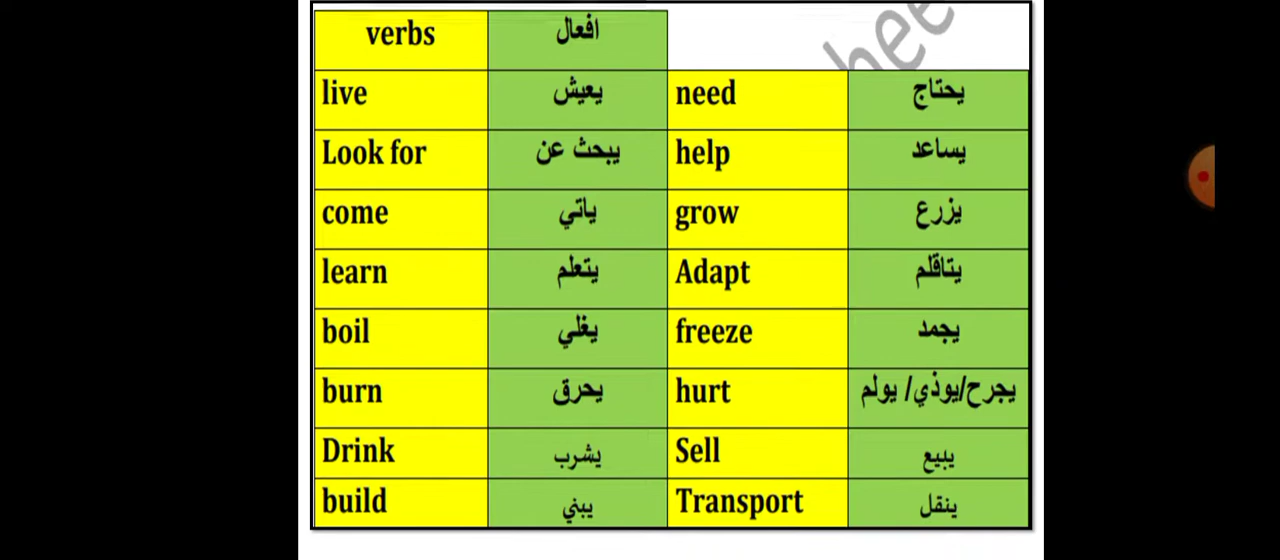 verbs افعال
live يعيش need يحتاج
Look for يبحث عن help يساعد
come ياتي grow يزرع
learn يتعلم Adapt يتاقلم
boil يغلي freeze يجمد
burn يحرق hurt يجرح/يوذي/ يولم
Drink يشرب Sell يبيع
build يبني Transport ينقل